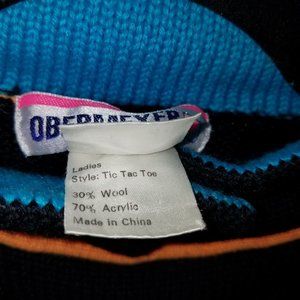 OBERMEYER
Ladies
Style: Tic Tac Toe
30% Wool
70% Acrylic
Made in China